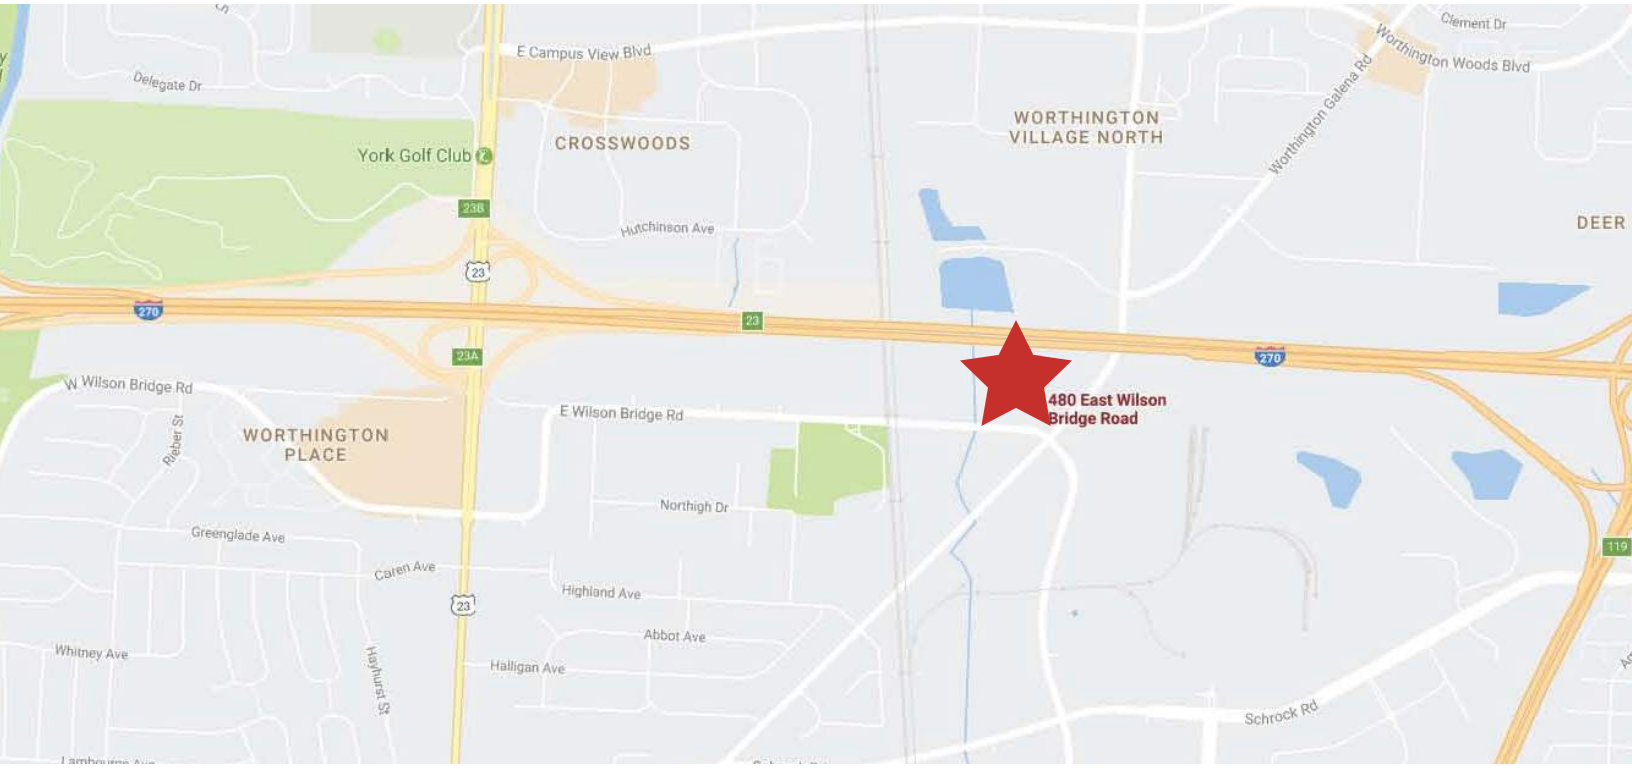 E Campus View Blvd
Clement Dr
Worthington Woods Blvd
Delegate Dr
Worthington Galena Rd
WORTHINGTON
VILLAGE NORTH
CROSSWOODS
York Golf Club
23B
DEER
Hutchinson Ave
23
270
23
270
23A
W Wilson Bridge Rd
480 East Wilson
Bridge Road
E Wilson Bridge Rd
Rieber St
WORTHINGTON
PLACE
Northigh Dr
Greenglade Ave
119
Caren Ave
Highland Ave
23
Abbot Ave
Whitney Ave
Halligan Ave
Hayhurst St
Schrock Rd